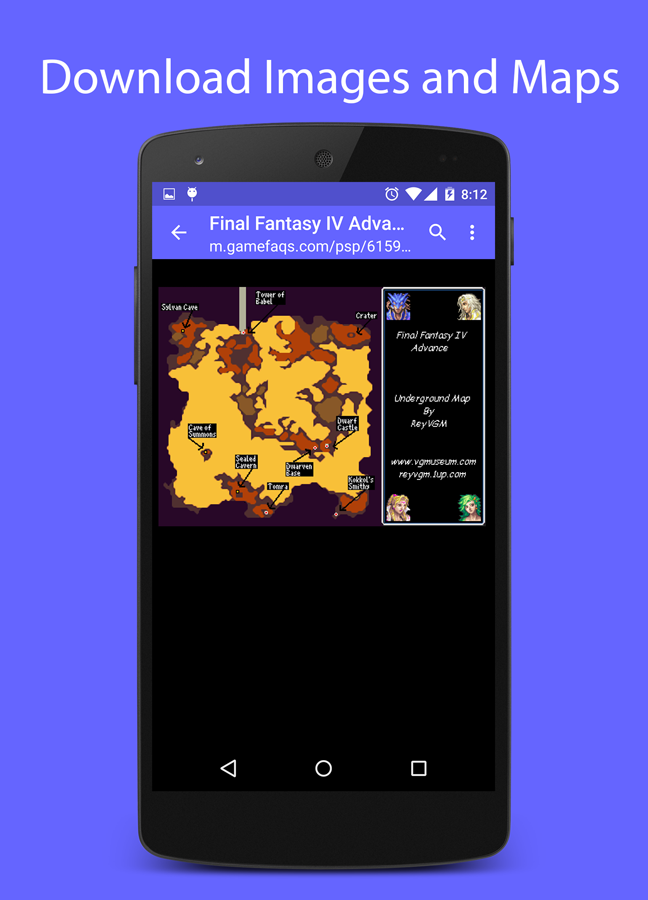 Download Images and Maps
8:12
Final Fantasy IV Adva...
m.gamefaqs.com/psp/6159...
Sylvan Cave
Tower of
Babel
Crater
Cave of
Summons
Dwarf
Castle
Sealed
Cavern
Dwarven
Base
Tomra
Kokkol's
Smithy
Final Fantasy IV
Advance
Underground Map
By
ReyVGM
www.vgmuseum.com
reyvgm.1up.com